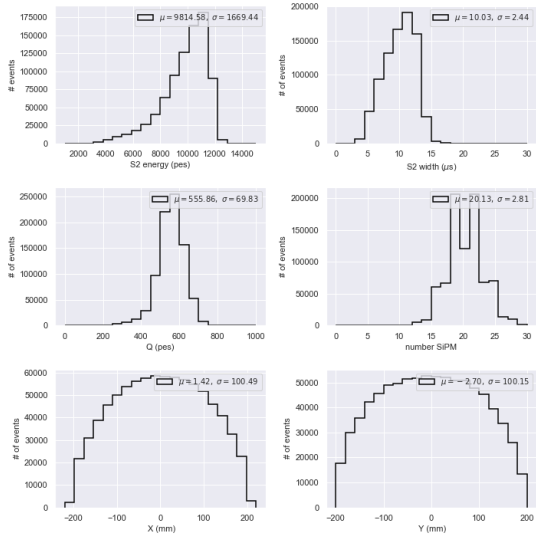 μ = 9814.58, σ = 1669.44
# of events
175000
150000
125000
100000
75000
50000
25000
0
2000 4000 6000 8000 10000 12000 14000
S2 energy (pes)
μ = 10.03, σ = 2.44
# of events
200000
150000
100000
50000
0
0 5 10 15 20 25 30
S2 width (μs)
μ = 555.86, σ = 69.83
# of events
250000
200000
150000
100000
50000
0
0 200 400 600 800 1000
Q (pes)
μ = 20.13, σ = 2.81
# of events
200000
150000
100000
50000
0
0 5 10 15 20 25 30
number SiPM
μ = 1.42, σ = 100.49
# of events
60000
50000
40000
30000
20000
10000
0
−200 −100 0 100 200
X (mm)
μ = −2.70, σ = 100.15
# of events
50000
40000
30000
20000
10000
0
−200 −100 0 100 200
Y (mm)